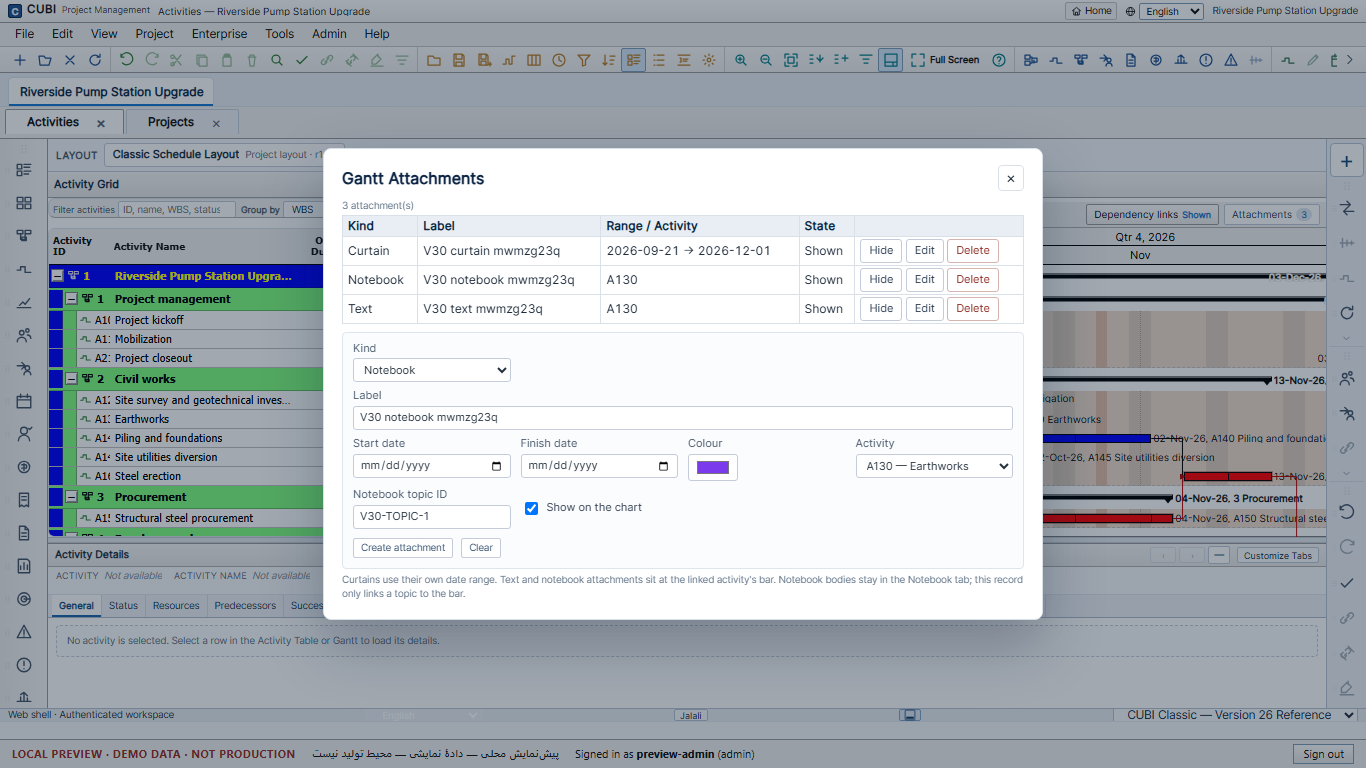 CUBI Project Management Activities — Riverside Pump Station Upgrade Home English Riverside Pump Station Upgrade
File Edit View Project Enterprise Tools Admin Help
Full Screen
Riverside Pump Station Upgrade
Activities × Projects ×
LAYOUT Classic Schedule Layout Project layout · r1
Activity Grid
Filter activities ID, name, WBS, status Group by WBS
Dependency links Shown Attachments 3
Activity ID Activity Name
Qtr 4, 2026
Nov
1 Riverside Pump Station Upgra...
03-Dec-26
1 Project management
Project kickoff
Mobilization
Project closeout
2 Civil works
13-Nov-26,
Site survey and geotechnical inves...
Earthworks
Earthworks
Piling and foundations
02-Nov-26, A140 Piling and foundati
Site utilities diversion
-Oct-26, A145 Site utilities diversion
Steel erection
13-Nov-26,
3 Procurement
04-Nov-26, 3 Procurement
Structural steel procurement
04-Nov-26, A150 Structural stee
Gantt Attachments ×
3 attachment(s)
Kind Label Range / Activity State
Curtain V30 curtain mwmzg23q 2026-09-21 → 2026-12-01 Shown Hide Edit Delete
Notebook V30 notebook mwmzg23q A130 Shown Hide Edit Delete
Text V30 text mwmzg23q A130 Shown Hide Edit Delete
Kind
Notebook
Label
V30 notebook mwmzg23q
Start date Finish date Colour Activity
mm/dd/yyyy mm/dd/yyyy A130 — Earthworks
Notebook topic ID
V30-TOPIC-1 Show on the chart
Create attachment Clear
Curtains use their own date range. Text and notebook attachments sit at the linked activity's bar. Notebook bodies stay in the Notebook tab; this record
only links a topic to the bar.
Activity Details Customize Tabs
ACTIVITY Not available ACTIVITY NAME Not available
General Status Resources Predecessors Succes
No activity is selected. Select a row in the Activity Table or Gantt to load its details.
Web shell · Authenticated workspace English Jalali CUBI Classic — Version 26 Reference
LOCAL PREVIEW · DEMO DATA · NOT PRODUCTION پیش‌نمایش محلی — دادهٔ نمایشی — محیط تولید نیست Signed in as preview-admin (admin) Sign out